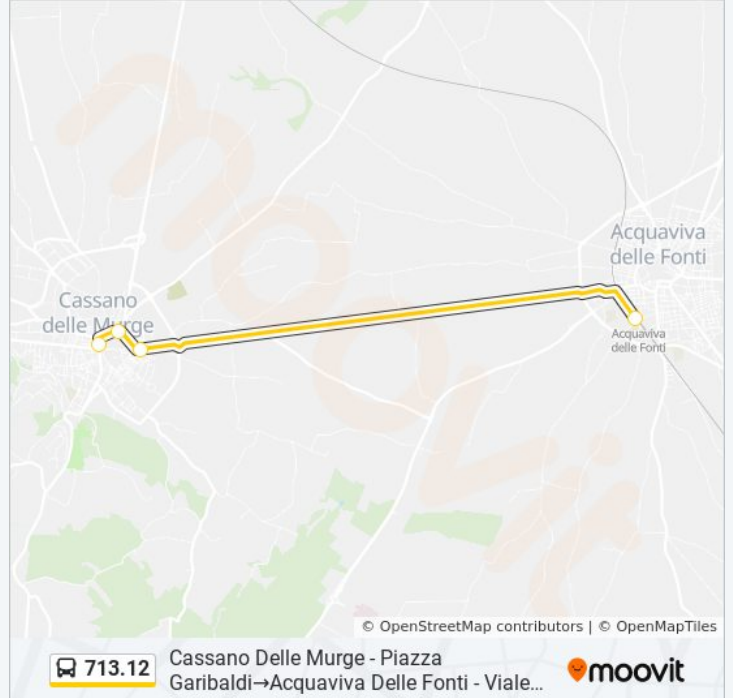 Acquaviva
delle Fonti
Cassano
delle Murge
Acquaviva
delle Fonti
moovit
© OpenStreetMap contributors | © OpenMapTiles
713.12
Cassano Delle Murge - Piazza
Garibaldi→Acquaviva Delle Fonti - Viale...
moovit